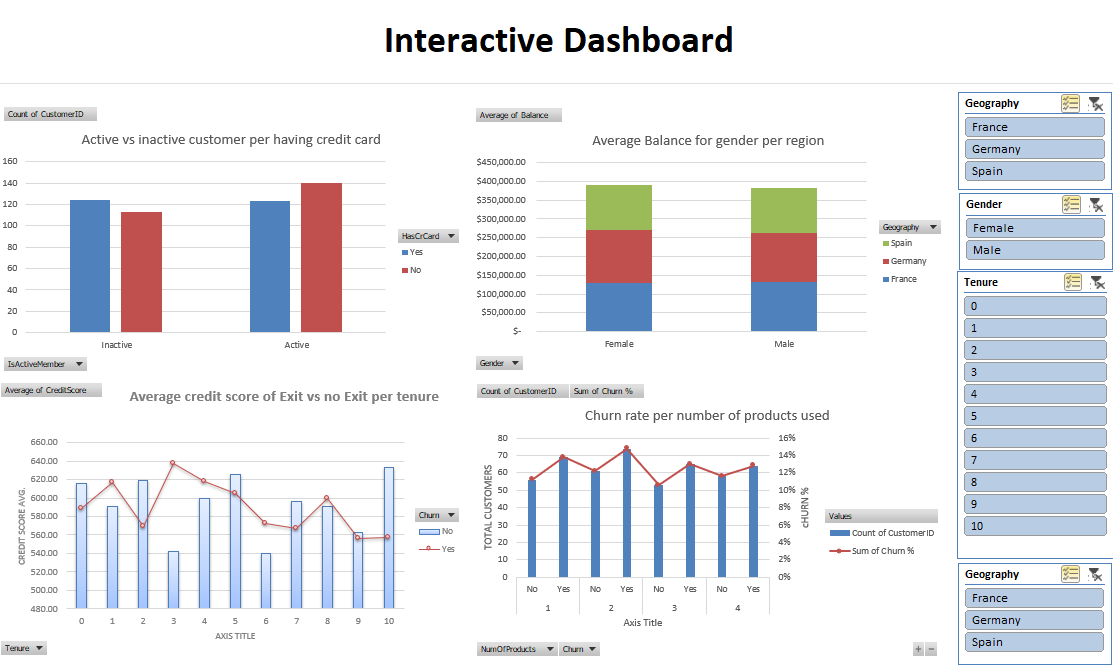 Interactive Dashboard
Count of CustomerID
Active vs inactive customer per having credit card
160
140
120
100
80
60
40
20
0
Inactive
Active
HasCrCard
Yes
No
IsActiveMember
Average of Balance
Average Balance for gender per region
$450,000.00
$400,000.00
$350,000.00
$300,000.00
$250,000.00
$200,000.00
$150,000.00
$100,000.00
$50,000.00
$-
Female
Male
Geography
Spain
Germany
France
Gender
Average of CreditScore
Average credit score of Exit vs no Exit per tenure
CREDIT SCORE AVG.
660.00
640.00
620.00
600.00
580.00
560.00
540.00
520.00
500.00
480.00
0 1 2 3 4 5 6 7 8 9 10
AXIS TITLE
Churn
No
Yes
Tenure
Count of CustomerID Sum of Churn %
Churn rate per number of products used
TOTAL CUSTOMERS
80
70
60
50
40
30
20
10
0
16%
14%
12%
10%
8%
6%
4%
2%
0%
cHURN %
No Yes No Yes No Yes No Yes
1 2 3 4
Axis Title
Values
Count of CustomerID
Sum of Churn %
NumOfProducts Churn
+ −
Geography
France
Germany
Spain
Gender
Female
Male
Tenure
0
1
2
3
4
5
6
7
8
9
10
Geography
France
Germany
Spain